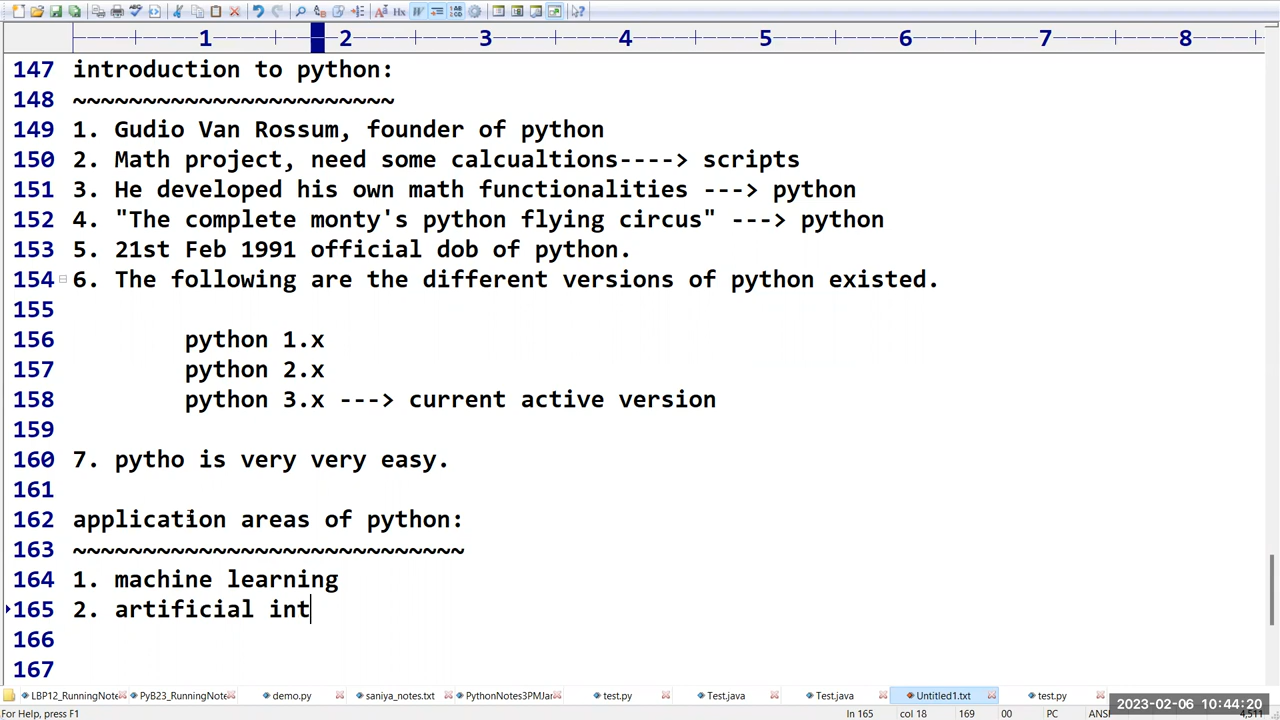 1 2 3 4 5 6 7 8
147 introduction to python:
148 ~~~~~~~~~~~~~~~~~~~~~~~
149 1. Gudio Van Rossum, founder of python
150 2. Math project, need some calcualtions----> scripts
151 3. He developed his own math functionalities ---> python
152 4. "The complete monty's python flying circus" ---> python
153 5. 21st Feb 1991 official dob of python.
154 6. The following are the different versions of python existed.
155
156 python 1.x
157 python 2.x
158 python 3.x ---> current active version
159
160 7. pytho is very very easy.
161
162 application areas of python:
163 ~~~~~~~~~~~~~~~~~~~~~~~~~~~~
164 1. machine learning
165 2. artificial int
166
167
LBP12_RunningNote PyB23_RunningNote demo.py saniya_notes.txt PythonNotes3PMJan test.py Test.java Test.java Untitled1.txt test.py
For Help, press F1 ln 165 col 18 169 00 PC ANSI 4,511
2023-02-06 10:44:20